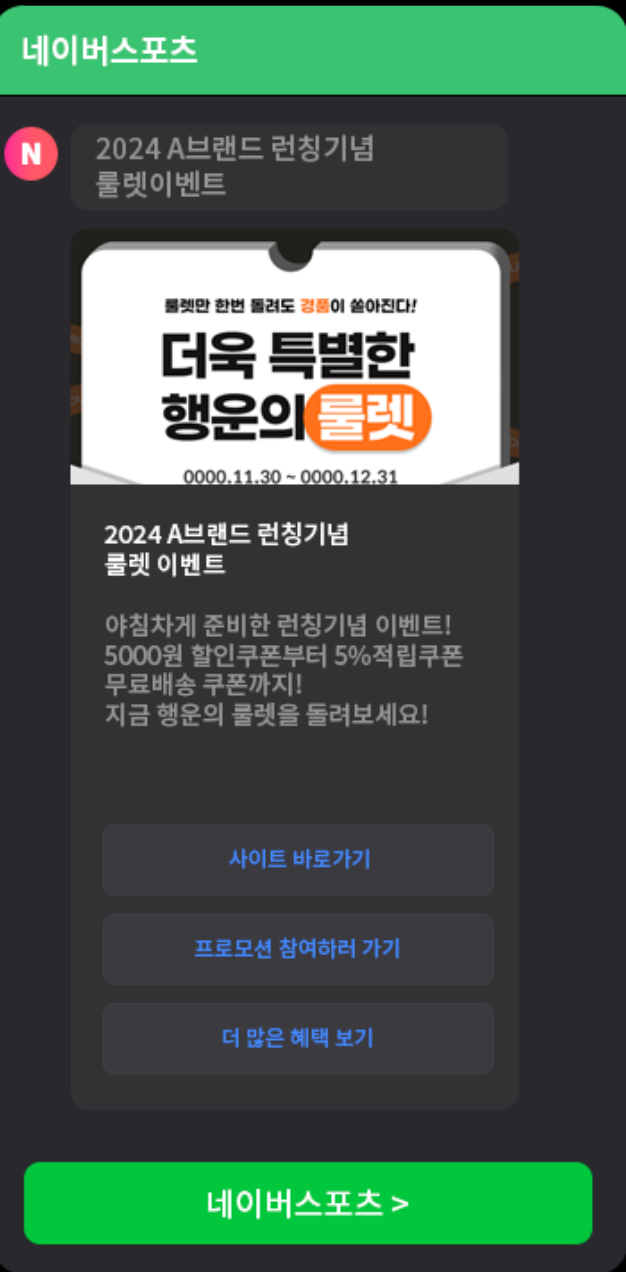 네이버스포츠
N
2024 A브랜드 런칭기념
룰렛이벤트
룰렛만 한번 돌려도 경품이 쏟아진다!
더욱 특별한
행운의 룰렛
0000.11.30 ~ 0000.12.31
2024 A브랜드 런칭기념
룰렛 이벤트
야침차게 준비한 런칭기념 이벤트!
5000원 할인쿠폰부터 5%적립쿠폰
무료배송 쿠폰까지!
지금 행운의 룰렛을 돌려보세요!
사이트 바로가기
프로모션 참여하러 가기
더 많은 혜택 보기
네이버스포츠 >